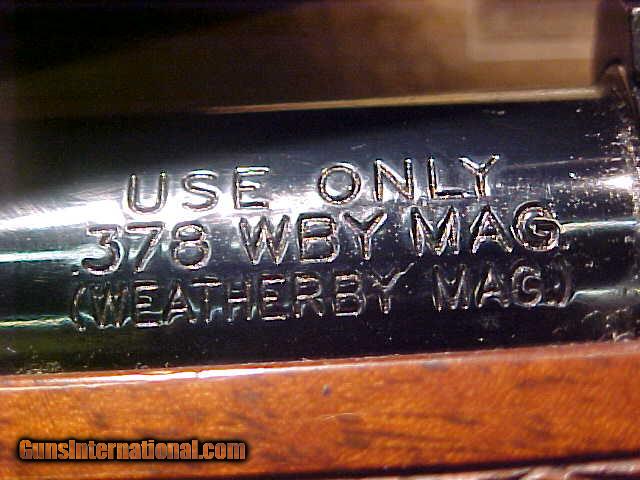 USE ONLY
.378 WBY MAG.
(WEATHERBY MAG.)
GunsInternational.com